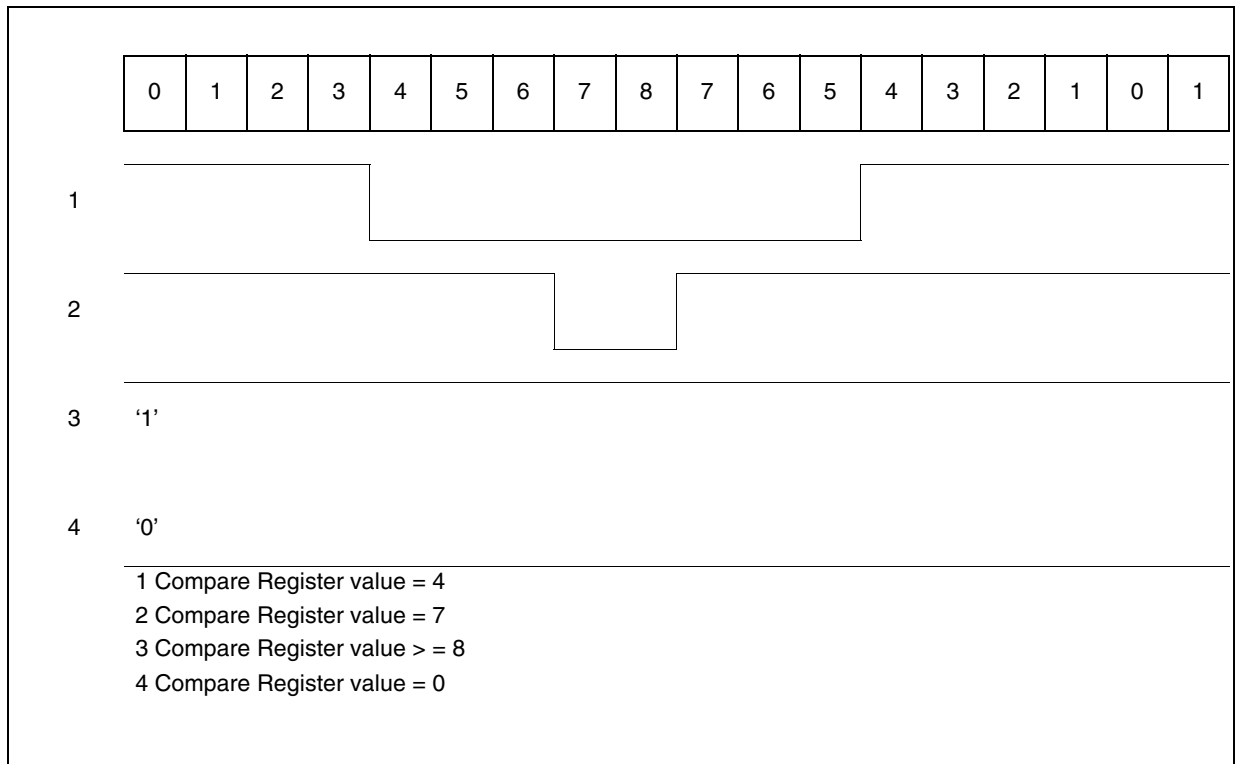 0 1 2 3 4 5 6 7 8 7 6 5 4 3 2 1 0 1
1
2
3 ‘1’
4 ‘0’
1 Compare Register value = 4
2 Compare Register value = 7
3 Compare Register value > = 8
4 Compare Register value = 0